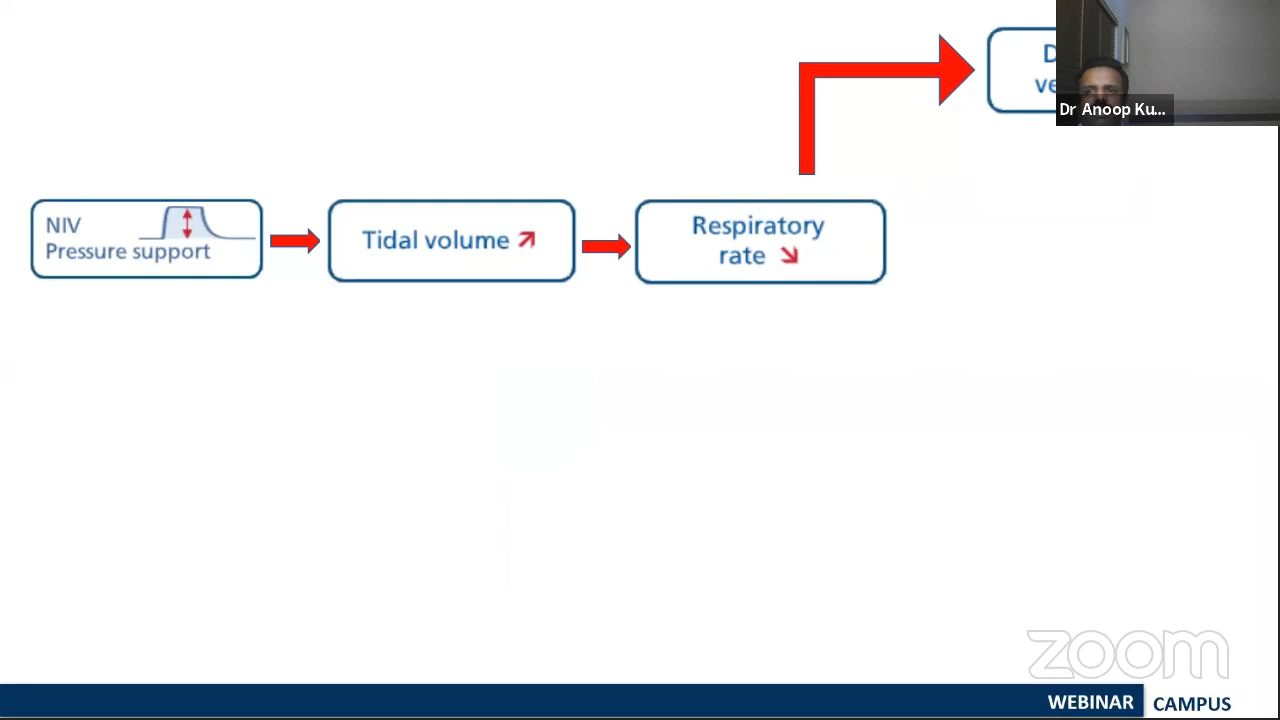 Dr Anoop Ku...
NIV
Pressure support
Tidal volume
Respiratory
rate
zoom
WEBINAR CAMPUS